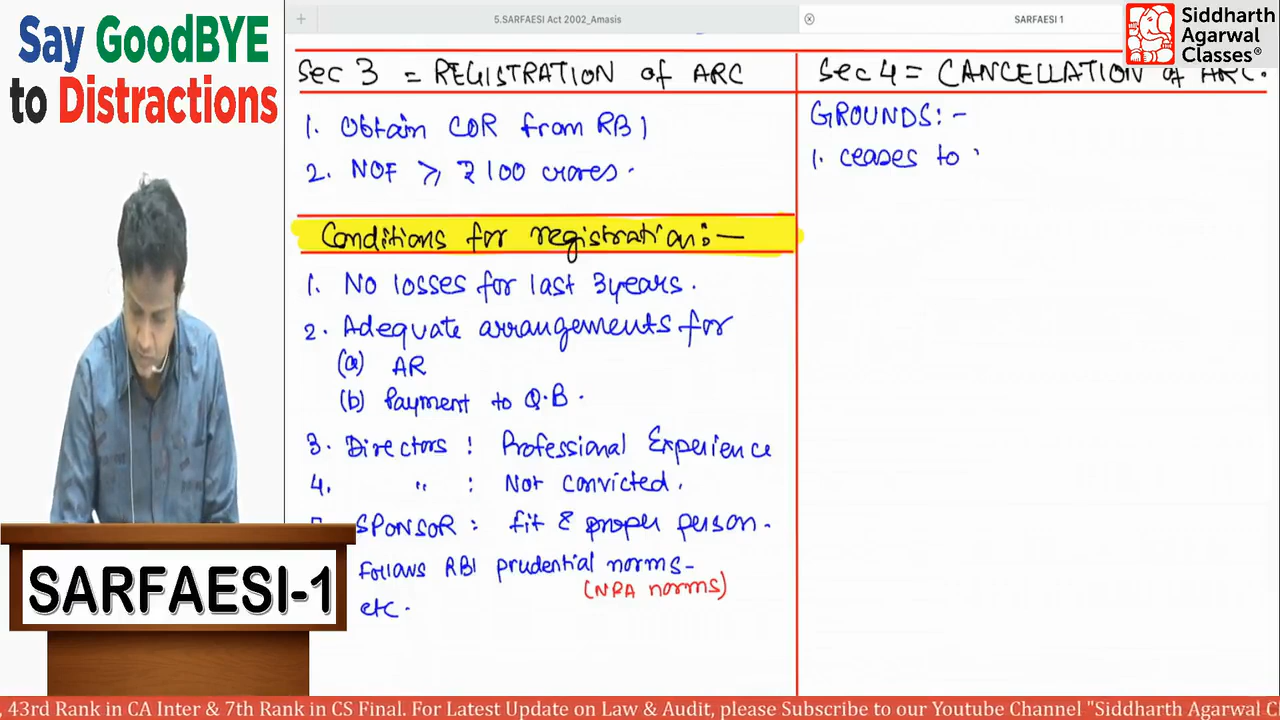 Say GoodBYE
to Distractions
5.SARFAESI Act 2002_Amasis
SARFAESI 1
Siddharth
Agarwal
Classes®
Sec 3 = REGISTRATION of ARC
1. Obtain COR from RBI
2. NOF ≥ ₹100 crores.
Conditions for registration:-
1. No losses for last 3 years.
2. Adequate arrangements for
(a) AR
(b) Payment to Q.B.
3. Directors : Professional Experience
4. " : Not convicted.
SPONSOR : fit & proper person.
follows RBI prudential norms-
(NPA norms)
etc.
Sec 4 = CANCELLATION of ARC.
GROUNDS:-
1. ceases to
SARFAESI-1
, 43rd Rank in CA Inter & 7th Rank in CS Final. For Latest Update on Law & Audit, please Subscribe to our Youtube Channel "Siddharth Agarwal C